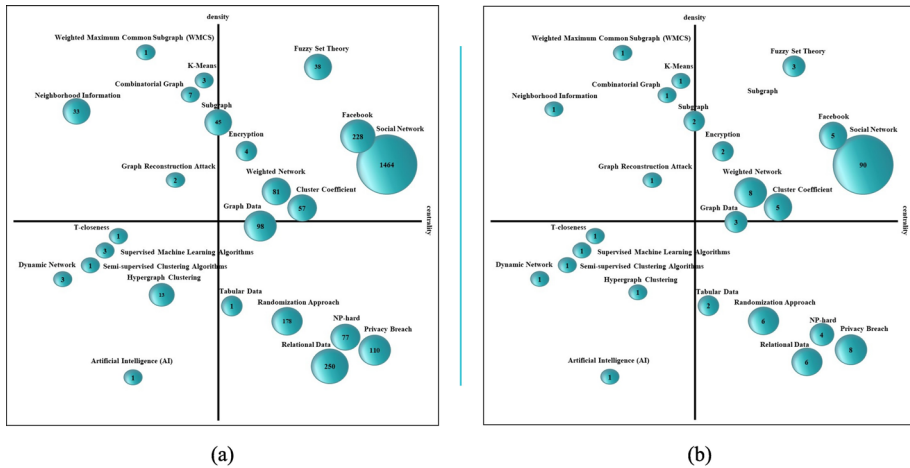 density
Weighted Maximum Common Subgraph (WMCS)
1
Fuzzy Set Theory
38
K-Means
3
Combinatorial Graph
7
Neighborhood Information
33
Subgraph
45
Facebook
228
Social Network
1464
Encryption
4
Graph Reconstruction Attack
2
Weighted Network
81
Cluster Coefficient
57
Graph Data
98
centrality
T-closeness
1
3
Supervised Machine Learning Algorithms
Dynamic Network
3
1
Semi-supervised Clustering Algorithms
Hypergraph Clustering
13
Tabular Data
1
Randomization Approach
178
NP-hard
77
Privacy Breach
110
Relational Data
250
Artificial Intelligence (AI)
1
(a)
density
Weighted Maximum Common Subgraph (WMCS)
1
Fuzzy Set Theory
3
K-Means
1
Combinatorial Graph
1
Subgraph
Neighborhood Information
1
Subgraph
2
Facebook
5
Social Network
90
Encryption
2
Graph Reconstruction Attack
1
Weighted Network
8
Cluster Coefficient
5
Graph Data
3
centrality
T-closeness
1
1
Supervised Machine Learning Algorithms
Dynamic Network
1
1
Semi-supervised Clustering Algorithms
Hypergraph Clustering
1
Tabular Data
2
Randomization Approach
6
NP-hard
4
Privacy Breach
8
Relational Data
6
Artificial Intelligence (AI)
1
(b)